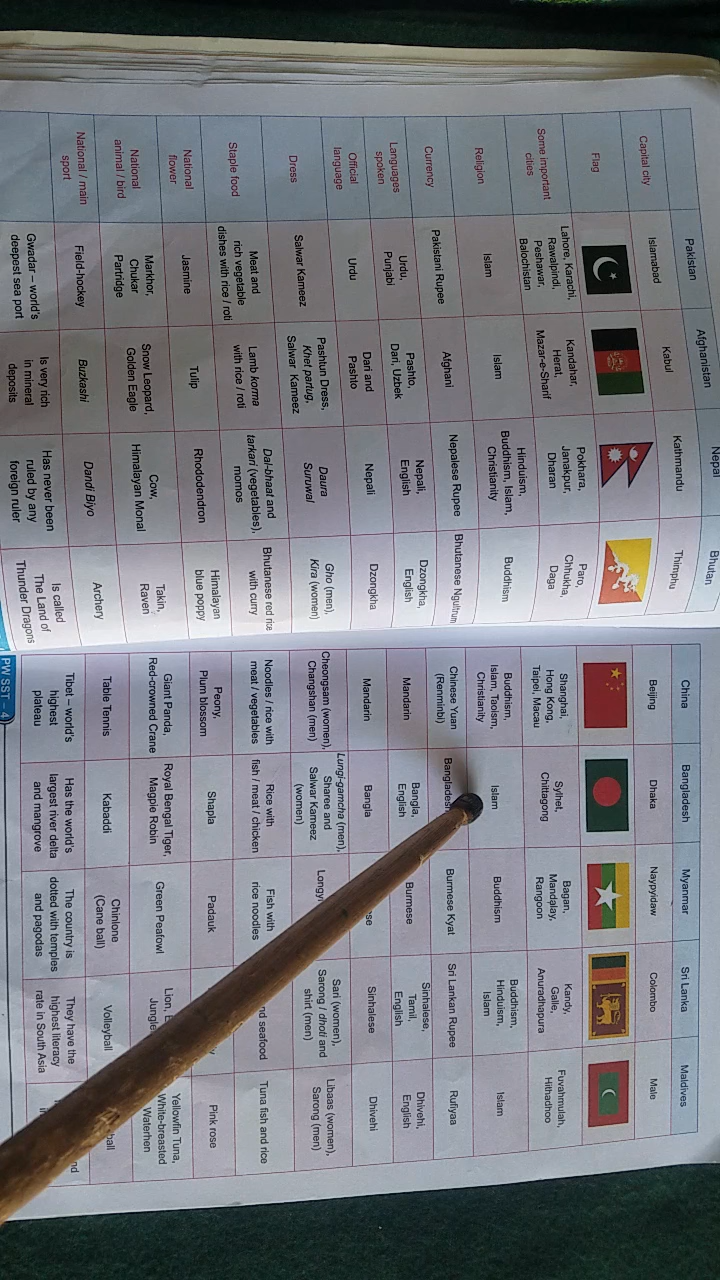 Pakistan
Afghanistan
Nepal
Bhutan
China
Bangladesh
Myanmar
Sri Lanka
Maldives
Capital city
Islamabad
Kabul
Kathmandu
Thimphu
Beijing
Dhaka
Naypyidaw
Colombo
Male
Flag
Some important
cities
Lahore, Karachi,
Rawalpindi,
Peshawar,
Balochistan
Kandahar,
Herat,
Mazar-e-Sharif
Pokhara,
Janakpur,
Dharan
Paro,
Chhukha,
Daga
Shanghai,
Hong Kong,
Taipei, Macau
Sylhet,
Chittagong
Bagan,
Mandalay,
Rangoon
Kandy,
Galle,
Anuradhapura
Fuvahmulah,
Hithadhoo
Religion
Islam
Islam
Hinduism,
Buddhism, Islam,
Christianity
Buddhism
Buddhism,
Islam, Taoism,
Christianity
Islam
Buddhism
Buddhism,
Hinduism,
Islam
Islam
Currency
Pakistani Rupee
Afghani
Nepalese Rupee
Bhutanese Ngultrum
Chinese Yuan
(Renminbi)
Burmese Kyat
Sri Lankan Rupee
Rufiyaa
Languages
spoken
Urdu,
Punjabi
Pashto,
Dari, Uzbek
Nepali,
English
Dzongkha,
English
Mandarin
Bangla,
English
Burmese
Sinhalese,
Tamil,
English
Dhivehi,
English
Official
language
Urdu
Dari and
Pashto
Nepali
Dzongkha
Mandarin
Bangla
Sinhalese
Dhivehi
Dress
Salwar Kameez
Pashtun Dress,
Khet partug,
Salwar Kameez
Daura
Suruwal
Gho (men),
Kira (women)
Cheongsam (women),
Changshan (men)
Lungi-gamcha (men),
Sharee and
Salwar Kameez
(women)
Sari (women),
Sarong / dhoti and
shirt (men)
Libaas (women),
Sarong (men)
Staple food
Meat and
rich vegetable
dishes with rice / roti
Lamb korma
with rice / roti
Dal-bhaat and
tarkari (vegetables),
momos
Bhutanese red rice
with curry
Noodles / rice with
meat / vegetables
Rice with
fish / meat / chicken
Fish with
rice noodles
seafood
Tuna fish and rice
National
flower
Jasmine
Tulip
Rhododendron
Himalayan
blue poppy
Peony,
Plum blossom
Shapla
Padauk
Pink rose
National
animal / bird
Markhor,
Chukar
Partridge
Snow Leopard,
Golden Eagle
Cow,
Himalayan Monal
Takin,
Raven
Giant Panda,
Red-crowned Crane
Royal Bengal Tiger,
Magpie Robin
Green Peafowl
Lion,
Jungle
Yellowfin Tuna,
White-breasted
Waterhen
National / main
sport
Field-hockey
Buzkashi
Dandi Biyo
Archery
Table Tennis
Kabaddi
Chinlone
(Cane ball)
Volleyball
Gwadar – world's
deepest sea port
Is very rich
in mineral
deposits
Has never been
ruled by any
foreign ruler
Is called
The Land of
Thunder Dragons
Tibet – world's
highest
plateau
Has the world's
largest river delta
and mangrove
The country is
dotted with temples
and pagodas
They have the
highest literacy
rate in South Asia
PW SST – 4